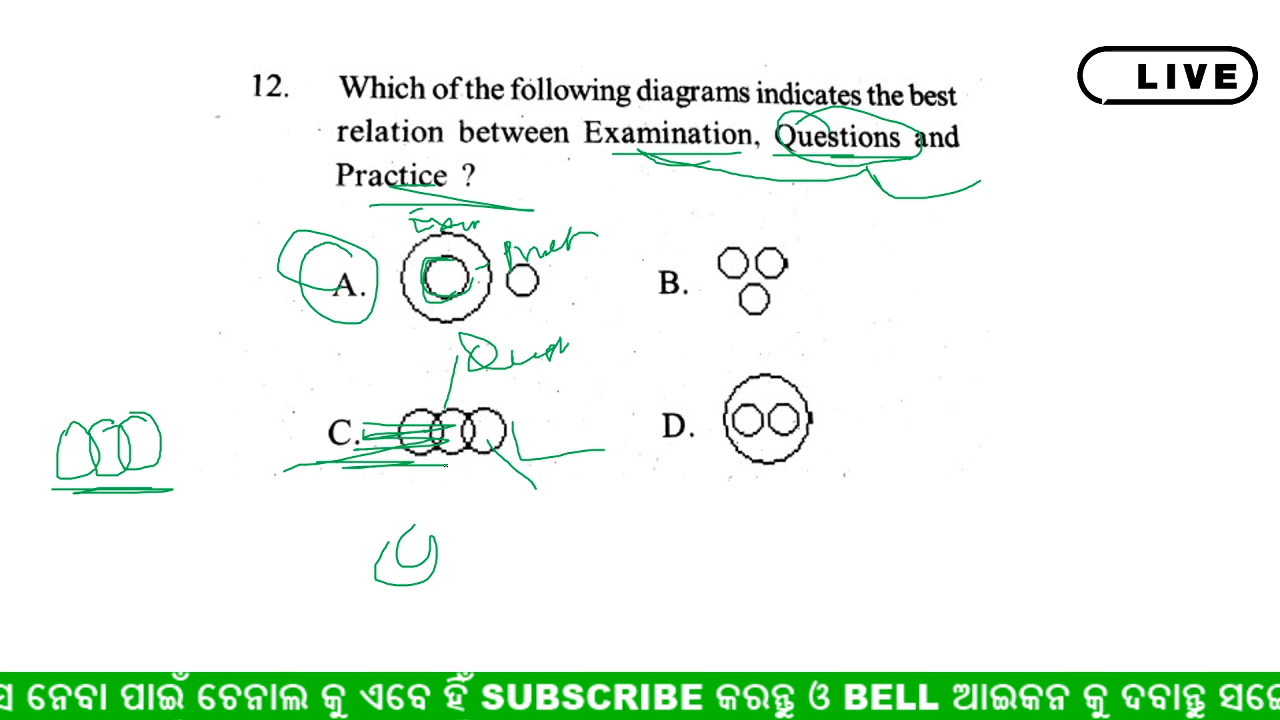 LIVE
12. Which of the following diagrams indicates the best
relation between Examination, Questions and
Practice ?
A.
B.
C.
D.
ନେବା ପାଇଁ ଚେନାଲ କୁ ଏବେ ହିଁ SUBSCRIBE କରନ୍ତୁ ଓ BELL ଆଇକନ କୁ ଦବାନ୍ତୁ